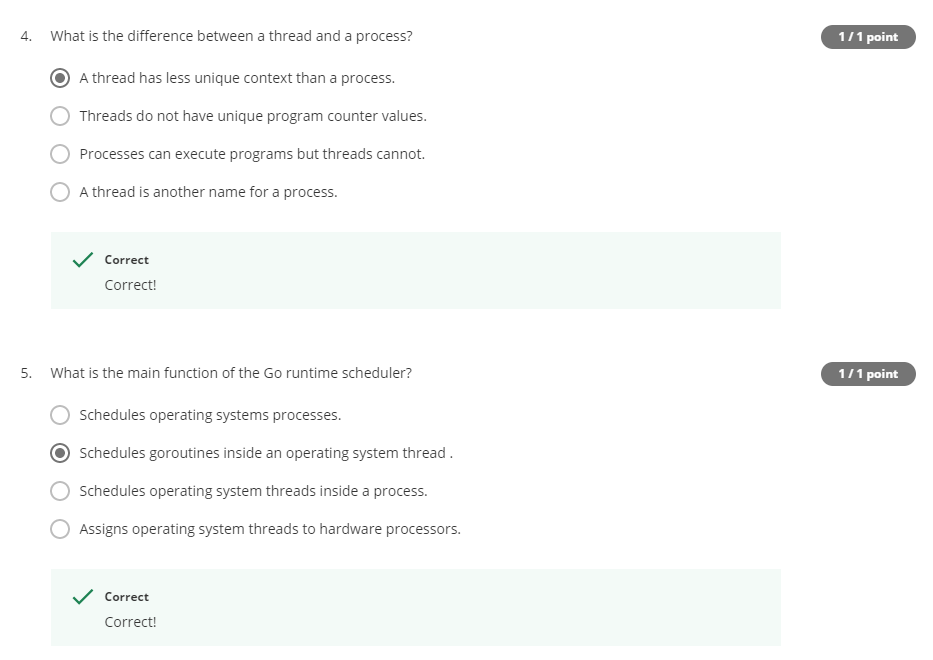 4. What is the difference between a thread and a process?
1 / 1 point
A thread has less unique context than a process.
Threads do not have unique program counter values.
Processes can execute programs but threads cannot.
A thread is another name for a process.
Correct
Correct!
5. What is the main function of the Go runtime scheduler?
1 / 1 point
Schedules operating systems processes.
Schedules goroutines inside an operating system thread .
Schedules operating system threads inside a process.
Assigns operating system threads to hardware processors.
Correct
Correct!